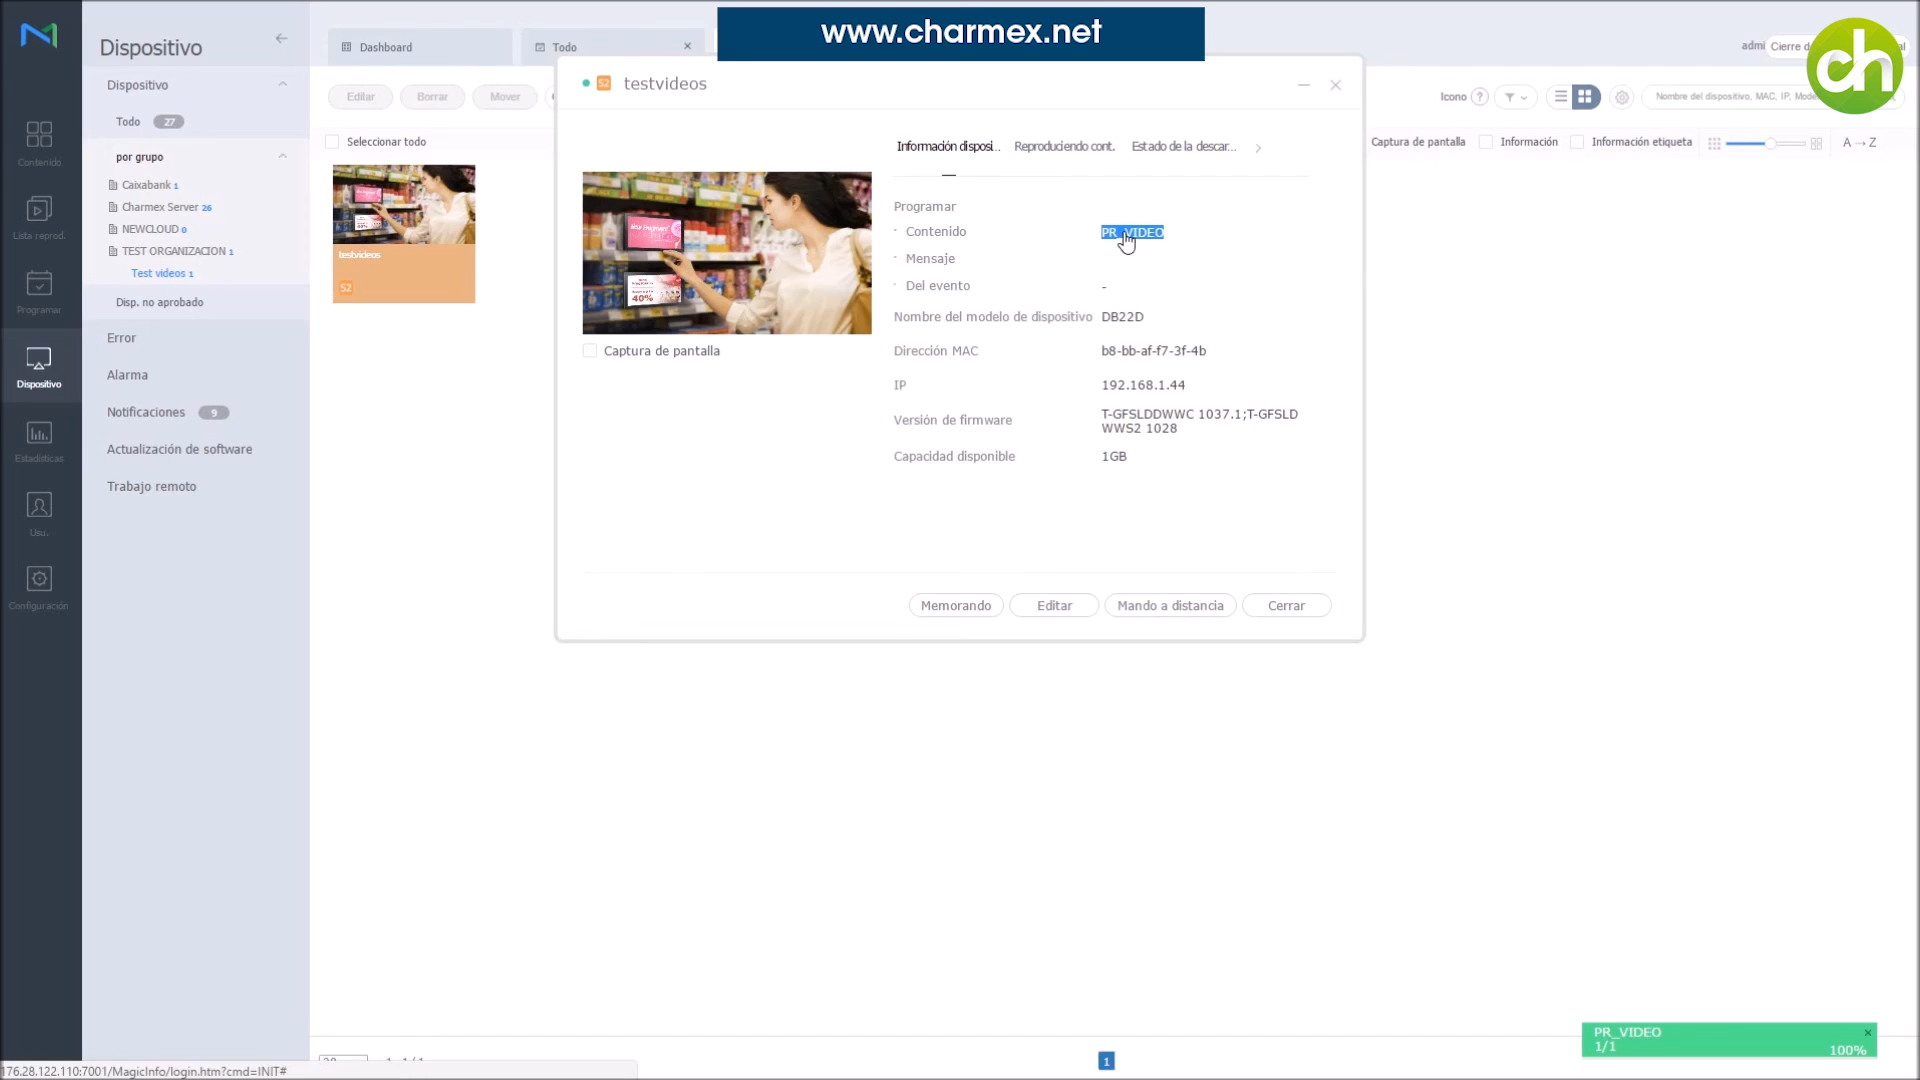 www.charmex.net
ch
Dispositivo
Dashboard
Todo
admi
Cierre d
al
testvideos
Dispositivo
Todo 27
por grupo
Caixabank 1
Charmex Server 26
NEWCLOUD 0
TEST ORGANIZACION 1
Test videos 1
Disp. no aprobado
Error
Alarma
Notificaciones 9
Actualización de software
Trabajo remoto
Contenido
Lista reprod.
Programar
Dispositivo
Estadísticas
Usu.
Configuración
Editar
Borrar
Mover
Icono
?
Nombre del dispositivo, MAC, IP, Mode
Seleccionar todo
Captura de pantalla
Información
Información etiqueta
A → Z
testvideos
S2
S2
Información disposi...
Reproduciendo cont.
Estado de la descar...
40%
Captura de pantalla
Programar
Contenido PR_VIDEO
Mensaje
Del evento -
Nombre del modelo de dispositivo DB22D
Dirección MAC b8-bb-af-f7-3f-4b
IP 192.168.1.44
Versión de firmware T-GFSLDDWWC 1037.1;T-GFSLD
WWS2 1028
Capacidad disponible 1GB
Memorando
Editar
Mando a distancia
Cerrar
1
PR_VIDEO
1/1
100%
176.28.122.110:7001/MagicInfo/login.htm?cmd=INIT#